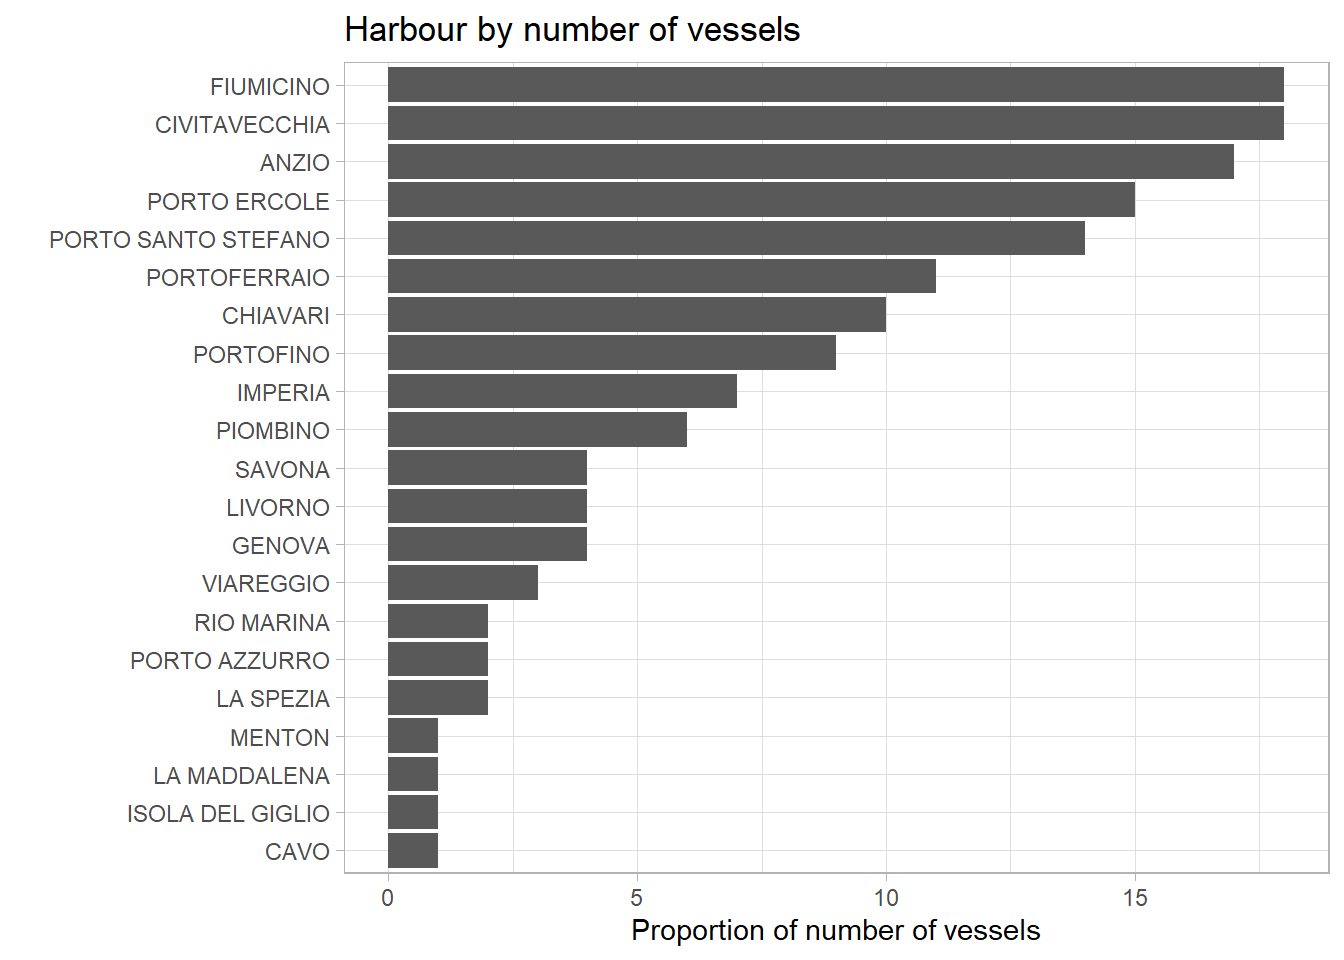 Harbour by number of vessels
FIUMICINO
CIVITAVECCHIA
ANZIO
PORTO ERCOLE
PORTO SANTO STEFANO
PORTOFERRAIO
CHIAVARI
PORTOFINO
IMPERIA
PIOMBINO
SAVONA
LIVORNO
GENOVA
VIAREGGIO
RIO MARINA
PORTO AZZURRO
LA SPEZIA
MENTON
LA MADDALENA
ISOLA DEL GIGLIO
CAVO
0 5 10 15
Proportion of number of vessels